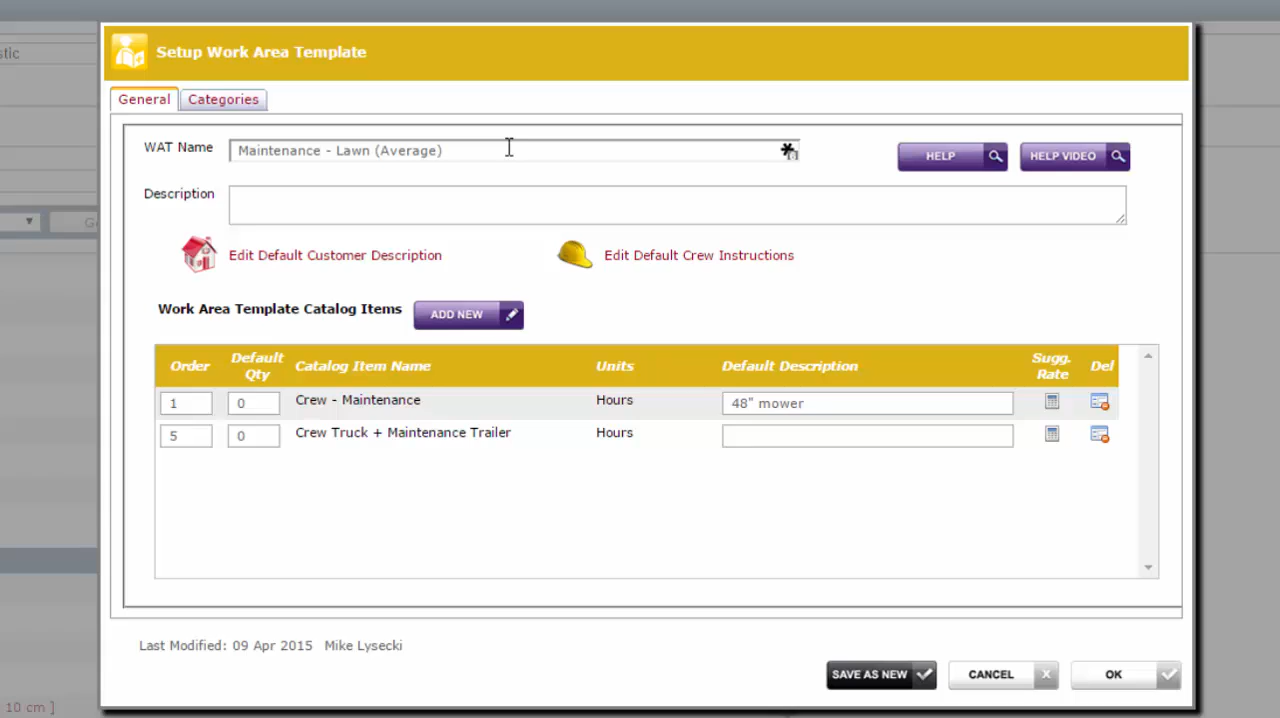 Setup Work Area Template
stic
General Categories
WAT Name Maintenance - Lawn (Average)
HELP HELP VIDEO
Description
Edit Default Customer Description Edit Default Crew Instructions
Work Area Template Catalog Items ADD NEW
Order Default Qty Catalog Item Name Units Default Description Sugg. Rate Del
1 0 Crew - Maintenance Hours 48" mower
5 0 Crew Truck + Maintenance Trailer Hours
Last Modified: 09 Apr 2015 Mike Lysecki
SAVE AS NEW CANCEL X OK
10 cm ]